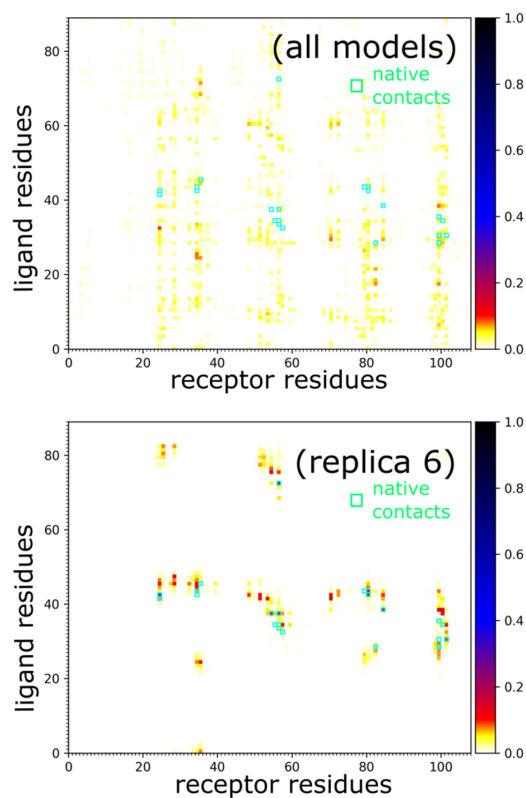 (all models)
native
contacts
ligand residues
80
60
40
20
0
0 20 40 60 80 100
receptor residues
1.0
0.8
0.6
0.4
0.2
0.0
(replica 6)
native
contacts
ligand residues
80
60
40
20
0
0 20 40 60 80 100
receptor residues
1.0
0.8
0.6
0.4
0.2
0.0